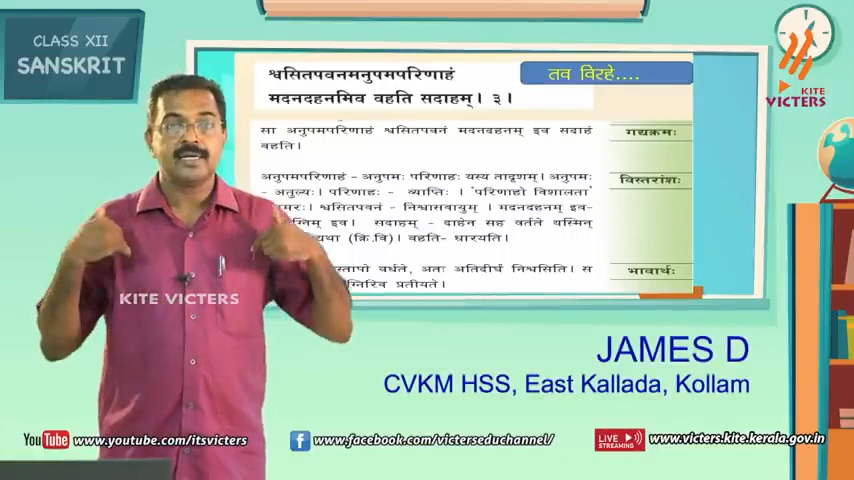 CLASS XII
SANSKRIT
श्वसितपवनमनुपमपरिणाहं
मदनदहनमिव वहति सदाहम्। ३।
तव विरहे....
सा अनुपमपरिणाहं श्वसितपवनं मदनदहनम् इव सदाहं
वहति।
गद्यक्रमः
अनुपमपरिणाहं - अनुपमः परिणाहः यस्य तादृशम्। अनुपमः
- अतुल्यः। परिणाहः - व्याप्तिः । 'परिणाहो विशालता'
मरः। श्वसितपवनं - निश्वासवायुम् । मदनदहनम् इव-
ग्निम् इव। सदाहम् - दाहेन सह वर्तते यस्मिन्
यथा (क्रि.वि)। वहति- धारयति।
विस्तरांशः
स्तापो वर्धते, अतः अतिदीर्घं निश्वसिति। स
ग्निरिव प्रतीयते।
भावार्थः
KITE
VICTERS
KITE VICTERS
JAMES D
CVKM HSS, East Kallada, Kollam
YouTube www.youtube.com/itsvicters
f www.facebook.com/victerseduchannel/
LIVE STREAMING www.victers.kite.kerala.gov.in